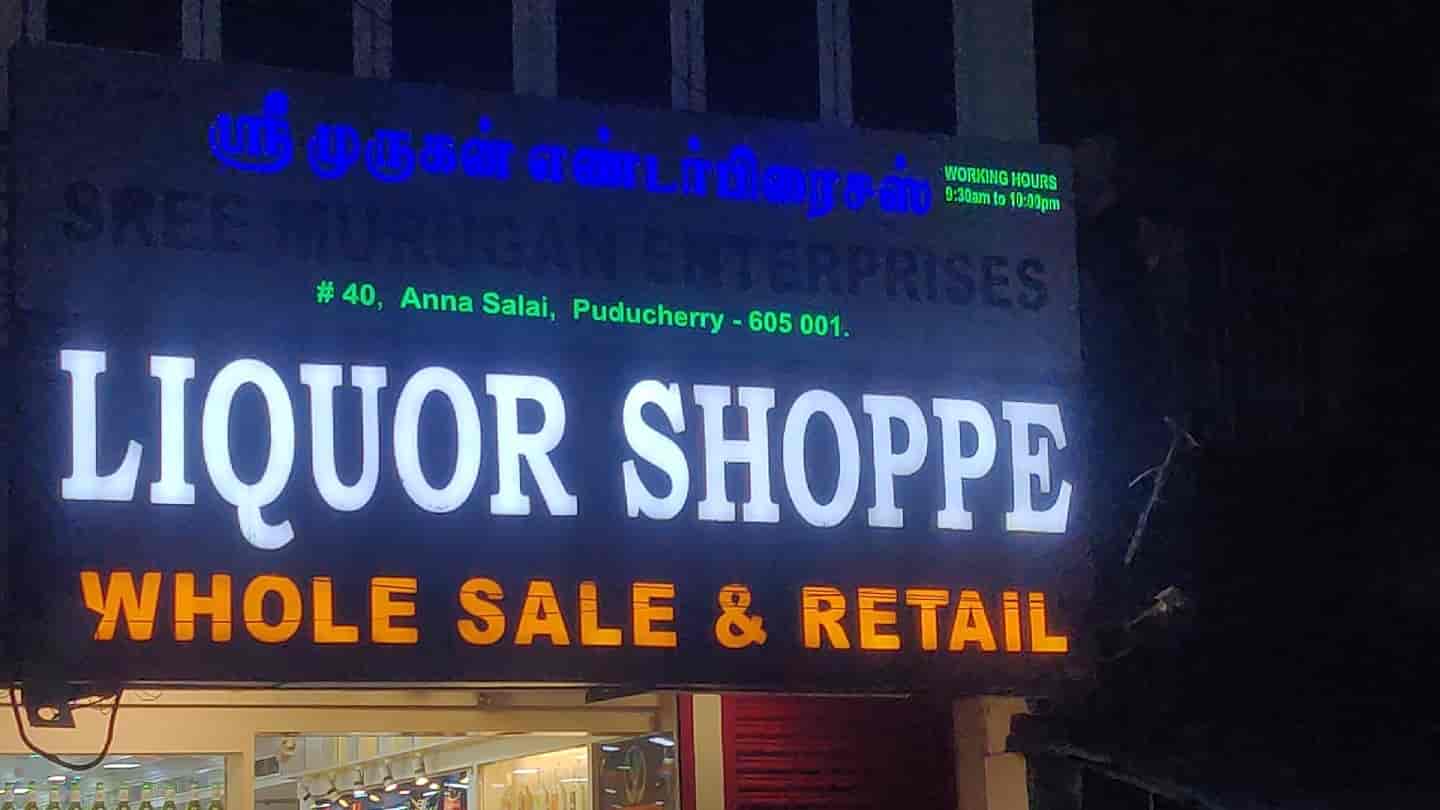 ஸ்ரீ முருகன் எண்டர்பிரைசஸ்
WORKING HOURS
9:30am to 10:00pm
SREE MURUGAN ENTERPRISES
# 40, Anna Salai, Puducherry - 605 001.
LIQUOR SHOPPE
WHOLE SALE & RETAIL